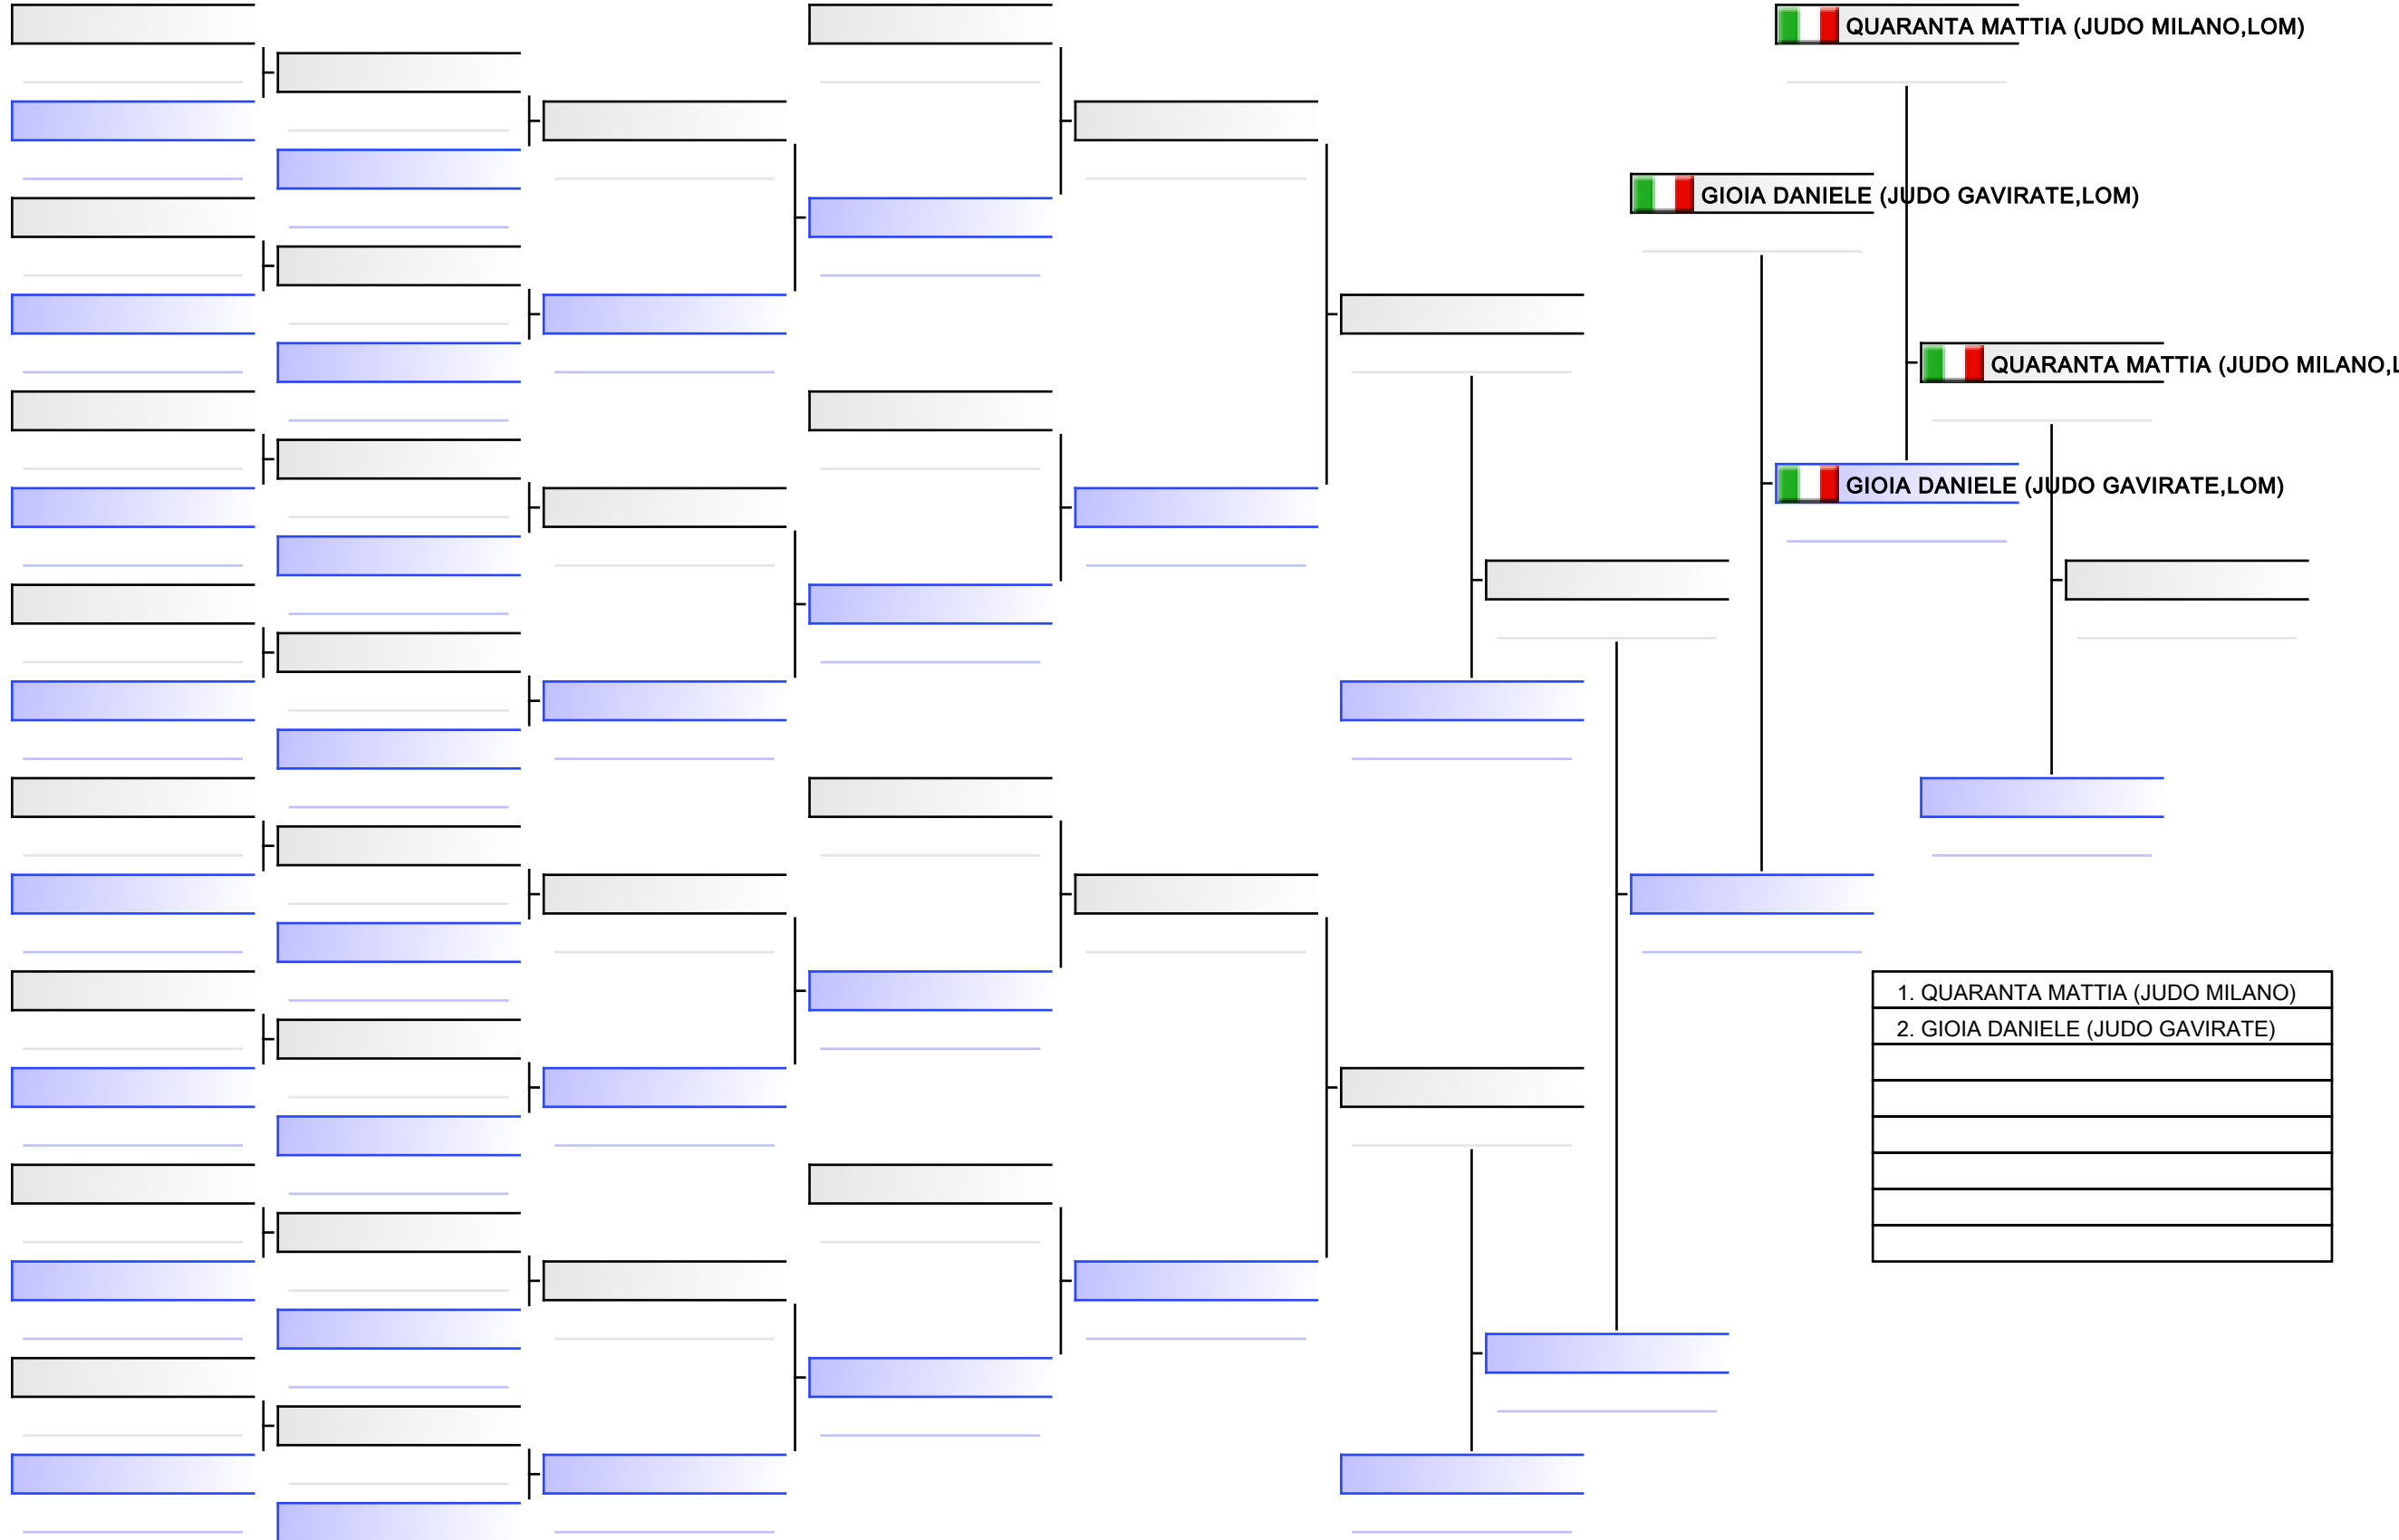 QUARANTA MATTIA (JUDO MILANO,LOM)
GIOIA DANIELE (JUDO GAVIRATE,LOM)
QUARANTA MATTIA (JUDO MILANO,L
GIOIA DANIELE (JUDO GAVIRATE,LOM)
1. QUARANTA MATTIA (JUDO MILANO)
2. GIOIA DANIELE (JUDO GAVIRATE)